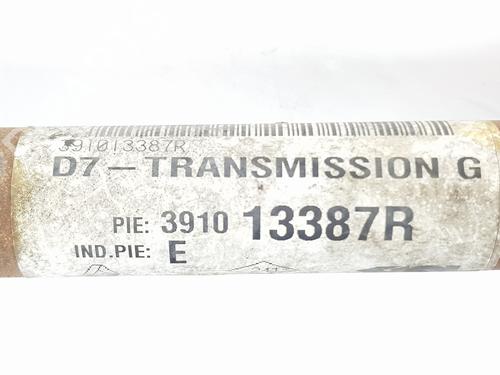 391013387R
D7-TRANSMISSION G
PIE: 3910 13387R
IND.PIE: E